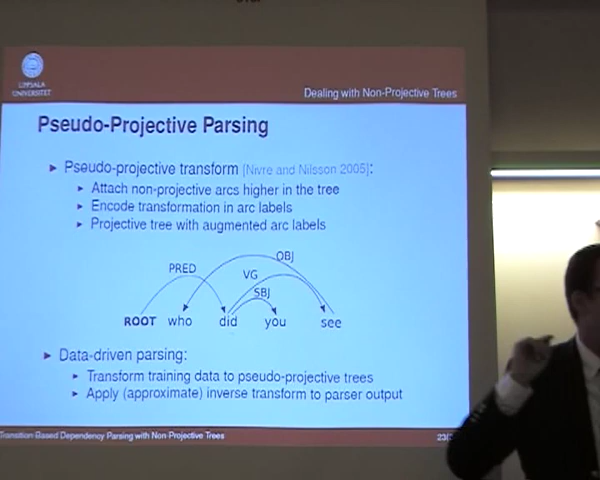 UPPSALA
UNIVERSITET
Dealing with Non-Projective Trees
Pseudo-Projective Parsing
Pseudo-projective transform [Nivre and Nilsson 2005]:
Attach non-projective arcs higher in the tree
Encode transformation in arc labels
Projective tree with augmented arc labels
OBJ
PRED
VG
SBJ
ROOT who did you see
Data-driven parsing:
Transform training data to pseudo-projective trees
Apply (approximate) inverse transform to parser output
Transition-Based Dependency Parsing with Non-Projective Trees